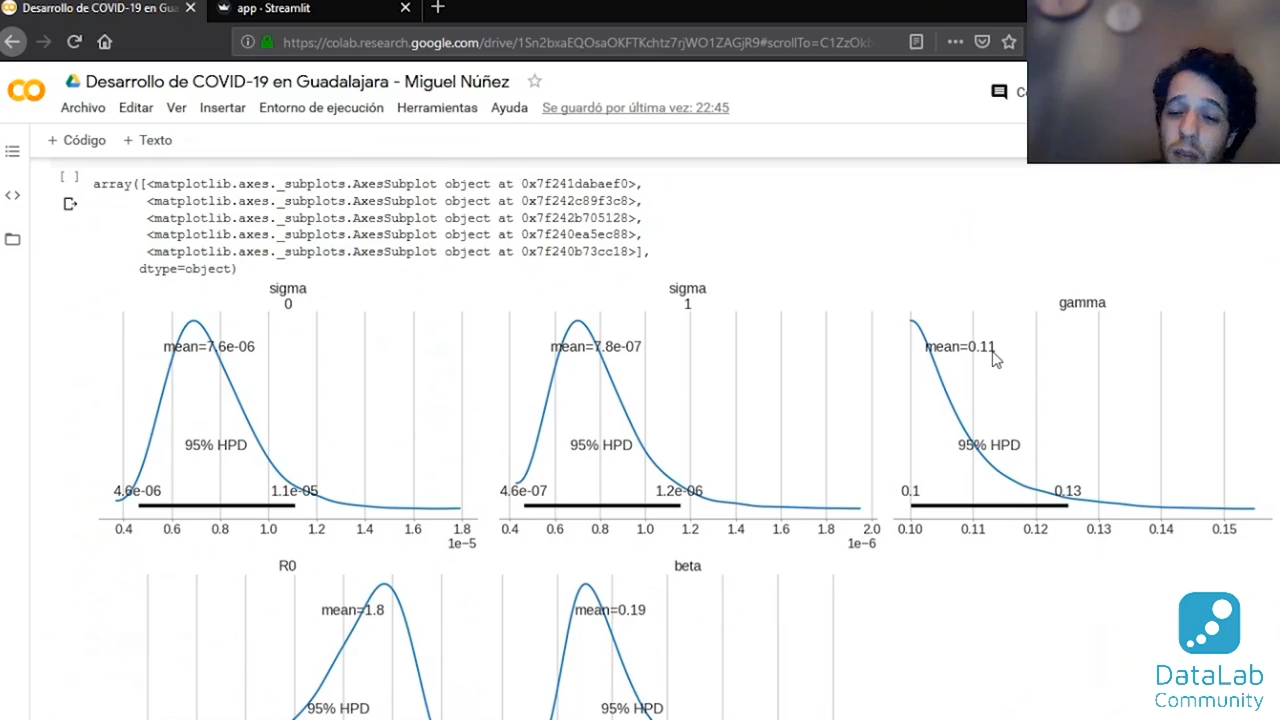 Desarrollo de COVID-19 en Gua
app - Streamlit
https://colab.research.google.com/drive/1Sn2bxaEQOsaOKFTKchtz7rjWO1ZAGjR9#scrollTo=C1ZzOkb
Desarrollo de COVID-19 en Guadalajara - Miguel Núñez
Archivo Editar Ver Insertar Entorno de ejecución Herramientas Ayuda Se guardó por última vez: 22:45
+ Código + Texto
[ ]
array([<matplotlib.axes._subplots.AxesSubplot object at 0x7f241dabaef0>,
<matplotlib.axes._subplots.AxesSubplot object at 0x7f242c89f3c8>,
<matplotlib.axes._subplots.AxesSubplot object at 0x7f242b705128>,
<matplotlib.axes._subplots.AxesSubplot object at 0x7f240ea5ec88>,
<matplotlib.axes._subplots.AxesSubplot object at 0x7f240b73cc18>],
dtype=object)
sigma
0
mean=7.6e-06
95% HPD
4.6e-06 1.1e-05
0.4 0.6 0.8 1.0 1.2 1.4 1.6 1.8
1e-5
sigma
1
mean=7.8e-07
95% HPD
4.6e-07 1.2e-06
0.4 0.6 0.8 1.0 1.2 1.4 1.6 1.8 2.0
1e-6
gamma
mean=0.11
95% HPD
0.1 0.13
0.10 0.11 0.12 0.13 0.14 0.15
R0
mean=1.8
95% HPD
beta
mean=0.19
95% HPD
DataLab
Community